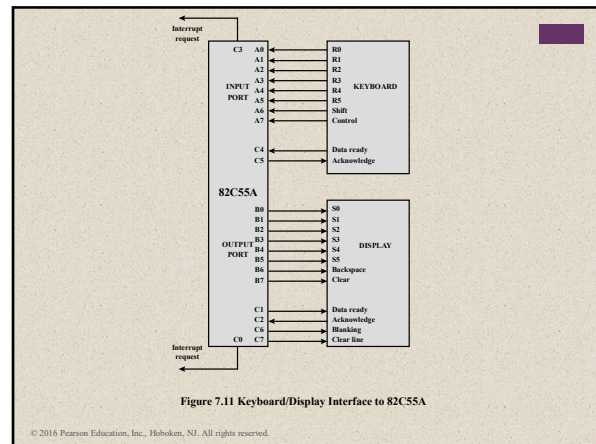 Interrupt
request
C3 A0 R0
A1 R1
A2 R2
A3 R3
INPUT A4 R4 KEYBOARD
PORT A5 R5
A6 Shift
A7 Control
C4 Data ready
C5 Acknowledge
82C55A
B0 S0
B1 S1
B2 S2
B3 S3
OUTPUT B4 S4 DISPLAY
PORT B5 S5
B6 Backspace
B7 Clear
C1 Data ready
C2 Acknowledge
C6 Blanking
C0 C7 Clear line
Interrupt
request
Figure 7.11 Keyboard/Display Interface to 82C55A
© 2016 Pearson Education, Inc., Hoboken, NJ. All rights reserved.